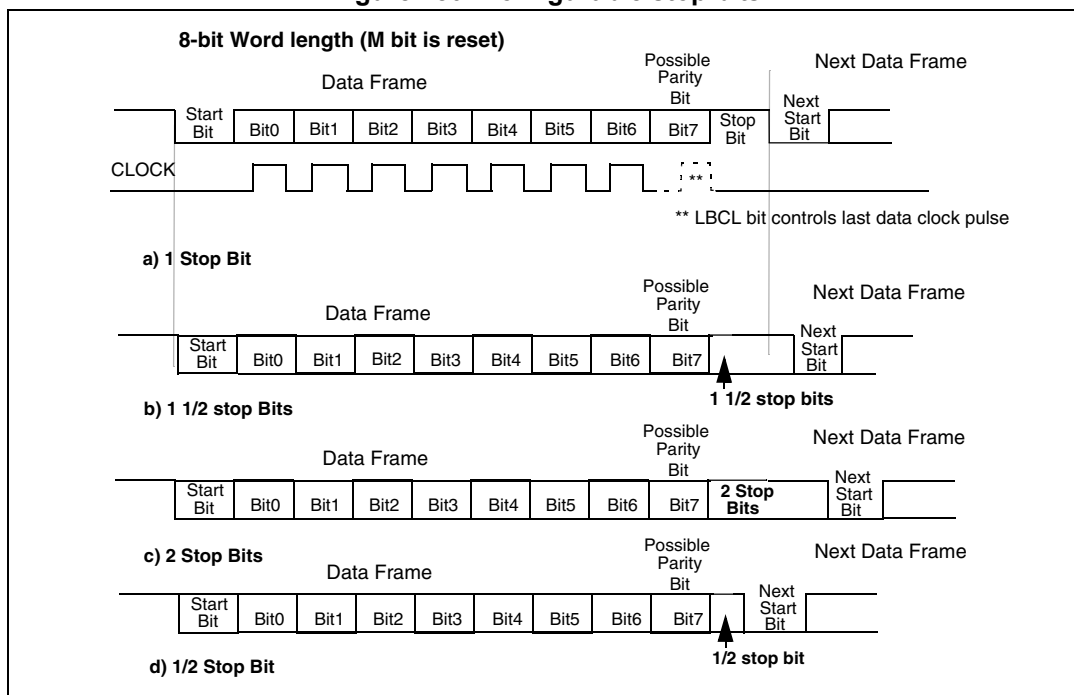 8-bit Word length (M bit is reset)
Possible
Parity
Bit
Next Data Frame
Data Frame
Start
Bit
Bit0 Bit1 Bit2 Bit3 Bit4 Bit5 Bit6 Bit7
Stop
Bit
Next
Start
Bit
CLOCK
**
** LBCL bit controls last data clock pulse
a) 1 Stop Bit
Possible
Parity
Bit
Next Data Frame
Data Frame
Start
Bit
Bit0 Bit1 Bit2 Bit3 Bit4 Bit5 Bit6 Bit7
Next
Start
Bit
1 1/2 stop bits
b) 1 1/2 stop Bits
Possible
Parity
Bit
Next Data Frame
Data Frame
Start
Bit
Bit0 Bit1 Bit2 Bit3 Bit4 Bit5 Bit6 Bit7
2 Stop
Bits
Next
Start
Bit
c) 2 Stop Bits
Possible
Parity
Bit
Next Data Frame
Data Frame
Start
Bit
Bit0 Bit1 Bit2 Bit3 Bit4 Bit5 Bit6 Bit7
Next
Start
Bit
1/2 stop bit
d) 1/2 Stop Bit